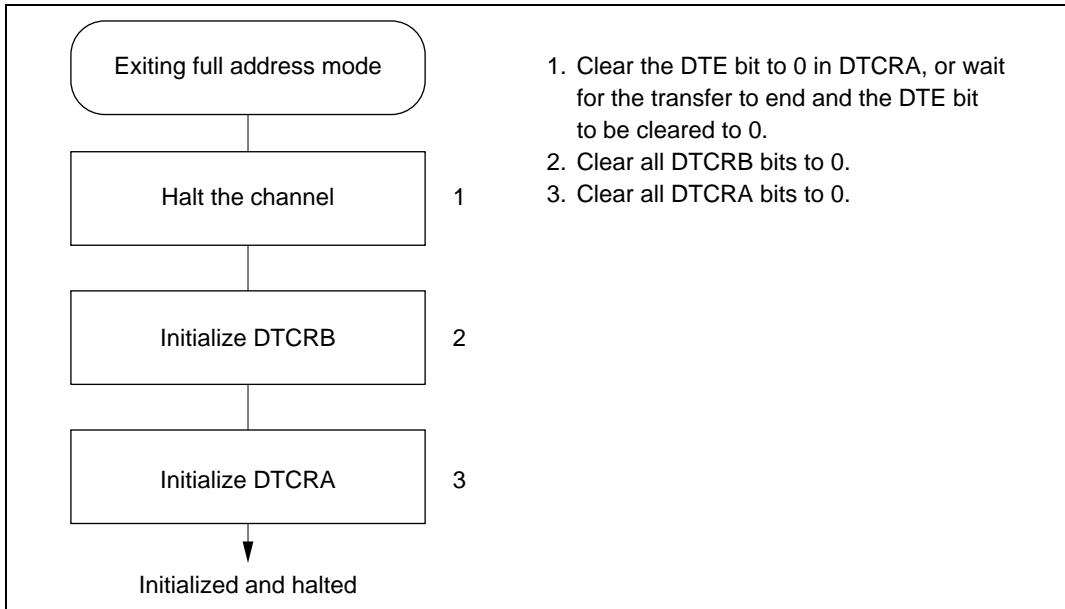 Exiting full address mode
Halt the channel
1
Initialize DTCRB
2
Initialize DTCRA
3
Initialized and halted
1. Clear the DTE bit to 0 in DTCRA, or wait
for the transfer to end and the DTE bit
to be cleared to 0.
2. Clear all DTCRB bits to 0.
3. Clear all DTCRA bits to 0.